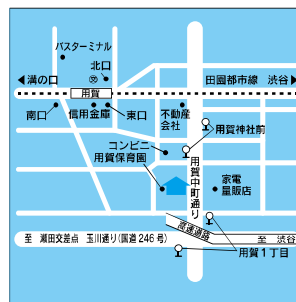 バスターミナル
北口
◀溝の口
用賀
田園都市線 渋谷▶
南口
信用金庫
東口
不動産
会社
用賀神社前
コンビニ
用賀保育園
用賀中町通り
家電
量販店
高速道路
至 瀬田交差点 玉川通り(国道246号)
至 渋谷
用賀1丁目